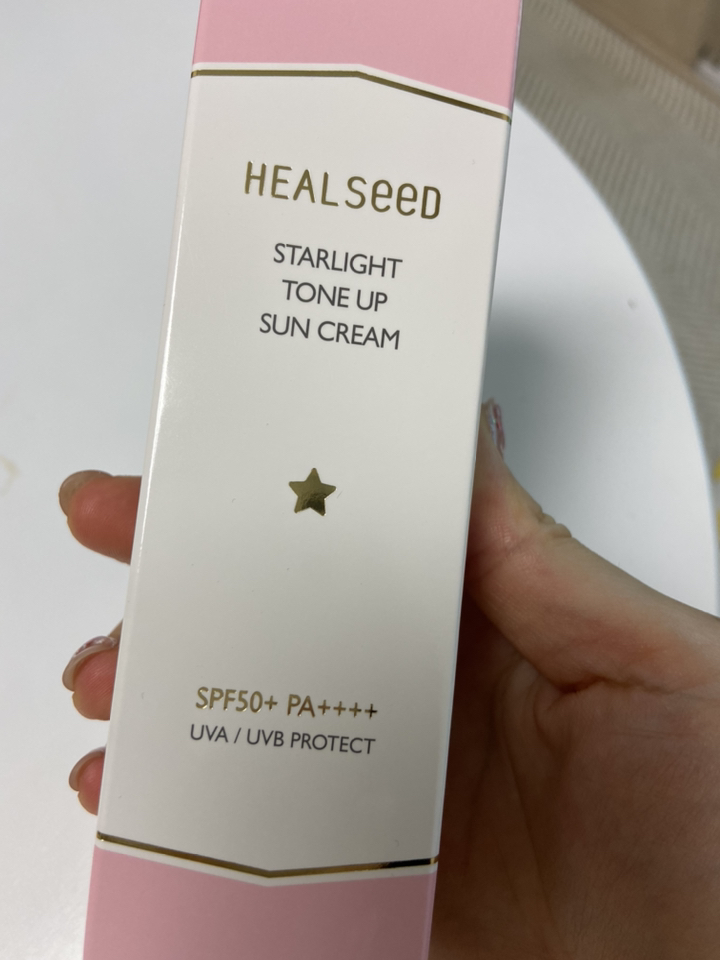 HEALSeeD
STARLIGHT
TONE UP
SUN CREAM
SPF50+ PA++++
UVA / UVB PROTECT